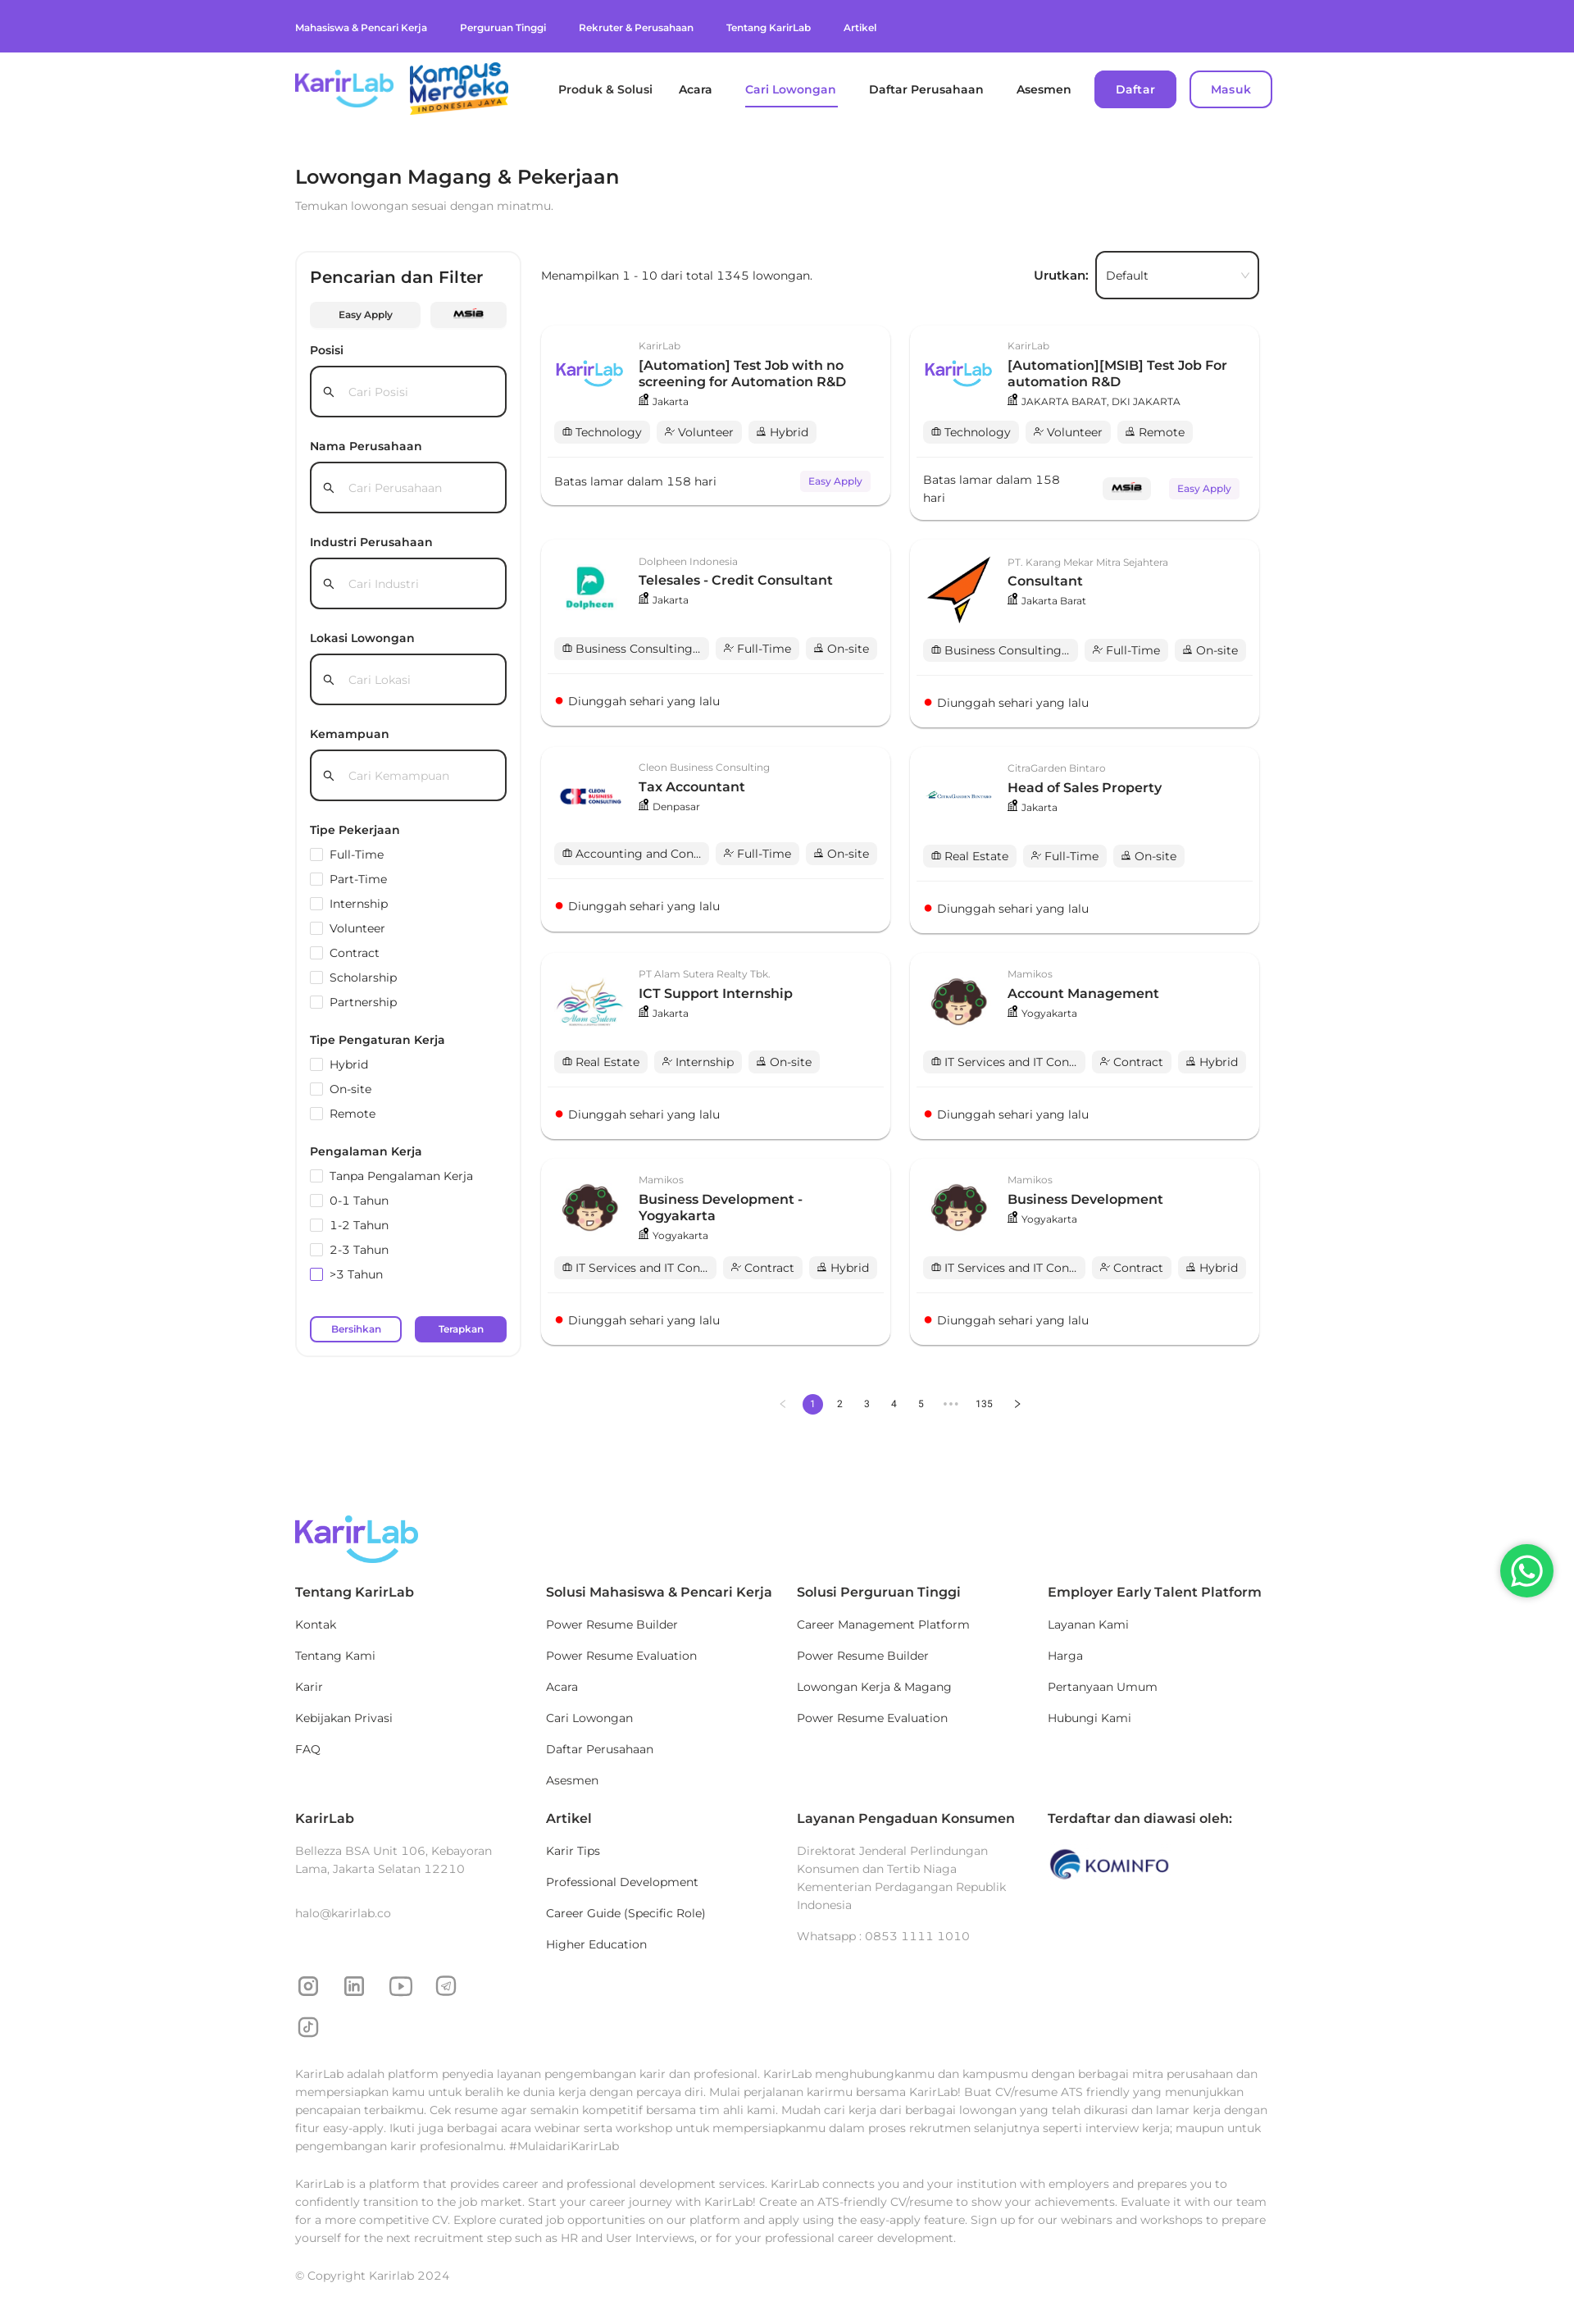 Mahasiswa & Pencari Kerja
Perguruan Tinggi
Rekruter & Perusahaan
Tentang KarirLab
Artikel
KarirLab
Kampus
Merdeka
INDONESIA JAYA
Produk & Solusi
Acara
Cari Lowongan
Daftar Perusahaan
Asesmen
Daftar
Masuk
Lowongan Magang & Pekerjaan
Temukan lowongan sesuai dengan minatmu.
Pencarian dan Filter
Easy Apply
MSIB
Posisi
Cari Posisi
Nama Perusahaan
Cari Perusahaan
Industri Perusahaan
Cari Industri
Lokasi Lowongan
Cari Lokasi
Kemampuan
Cari Kemampuan
Tipe Pekerjaan
Full-Time
Part-Time
Internship
Volunteer
Contract
Scholarship
Partnership
Tipe Pengaturan Kerja
Hybrid
On-site
Remote
Pengalaman Kerja
Tanpa Pengalaman Kerja
0-1 Tahun
1-2 Tahun
2-3 Tahun
>3 Tahun
Bersihkan
Terapkan
Menampilkan 1 - 10 dari total 1345 lowongan.
Urutkan:
Default
KarirLab
KarirLab
[Automation] Test Job with no
screening for Automation R&D
Jakarta
Technology
Volunteer
Hybrid
Batas lamar dalam 158 hari
Easy Apply
KarirLab
KarirLab
[Automation][MSIB] Test Job For
automation R&D
JAKARTA BARAT, DKI JAKARTA
Technology
Volunteer
Remote
Batas lamar dalam 158
hari
MSIB
Easy Apply
Dolpheen
Dolpheen Indonesia
Telesales - Credit Consultant
Jakarta
Business Consulting...
Full-Time
On-site
Diunggah sehari yang lalu
PT. Karang Mekar Mitra Sejahtera
Consultant
Jakarta Barat
Business Consulting...
Full-Time
On-site
Diunggah sehari yang lalu
CLEON
BUSINESS
CONSULTING
Cleon Business Consulting
Tax Accountant
Denpasar
Accounting and Con...
Full-Time
On-site
Diunggah sehari yang lalu
CitraGarden Bintaro
CitraGarden Bintaro
Head of Sales Property
Jakarta
Real Estate
Full-Time
On-site
Diunggah sehari yang lalu
Alam Sutera
PT Alam Sutera Realty Tbk.
ICT Support Internship
Jakarta
Real Estate
Internship
On-site
Diunggah sehari yang lalu
Mamikos
Account Management
Yogyakarta
IT Services and IT Con...
Contract
Hybrid
Diunggah sehari yang lalu
Mamikos
Business Development -
Yogyakarta
Yogyakarta
IT Services and IT Con...
Contract
Hybrid
Diunggah sehari yang lalu
Mamikos
Business Development
Yogyakarta
IT Services and IT Con...
Contract
Hybrid
Diunggah sehari yang lalu
1 2 3 4 5 ••• 135
KarirLab
Tentang KarirLab
Kontak
Tentang Kami
Karir
Kebijakan Privasi
FAQ
Solusi Mahasiswa & Pencari Kerja
Power Resume Builder
Power Resume Evaluation
Acara
Cari Lowongan
Daftar Perusahaan
Asesmen
Solusi Perguruan Tinggi
Career Management Platform
Power Resume Builder
Lowongan Kerja & Magang
Power Resume Evaluation
Employer Early Talent Platform
Layanan Kami
Harga
Pertanyaan Umum
Hubungi Kami
KarirLab
Bellezza BSA Unit 106, Kebayoran
Lama, Jakarta Selatan 12210
halo@karirlab.co
Artikel
Karir Tips
Professional Development
Career Guide (Specific Role)
Higher Education
Layanan Pengaduan Konsumen
Direktorat Jenderal Perlindungan
Konsumen dan Tertib Niaga
Kementerian Perdagangan Republik
Indonesia
Whatsapp : 0853 1111 1010
Terdaftar dan diawasi oleh:
KOMINFO
KarirLab adalah platform penyedia layanan pengembangan karir dan profesional. KarirLab menghubungkanmu dan kampusmu dengan berbagai mitra perusahaan dan
mempersiapkan kamu untuk beralih ke dunia kerja dengan percaya diri. Mulai perjalanan karirmu bersama KarirLab! Buat CV/resume ATS friendly yang menunjukkan
pencapaian terbaikmu. Cek resume agar semakin kompetitif bersama tim ahli kami. Mudah cari kerja dari berbagai lowongan yang telah dikurasi dan lamar kerja dengan
fitur easy-apply. Ikuti juga berbagai acara webinar serta workshop untuk mempersiapkanmu dalam proses rekrutmen selanjutnya seperti interview kerja; maupun untuk
pengembangan karir profesionalmu. #MulaidariKarirLab
KarirLab is a platform that provides career and professional development services. KarirLab connects you and your institution with employers and prepares you to
confidently transition to the job market. Start your career journey with KarirLab! Create an ATS-friendly CV/resume to show your achievements. Evaluate it with our team
for a more competitive CV. Explore curated job opportunities on our platform and apply using the easy-apply feature. Sign up for our webinars and workshops to prepare
yourself for the next recruitment step such as HR and User Interviews, or for your professional career development.
© Copyright Karirlab 2024